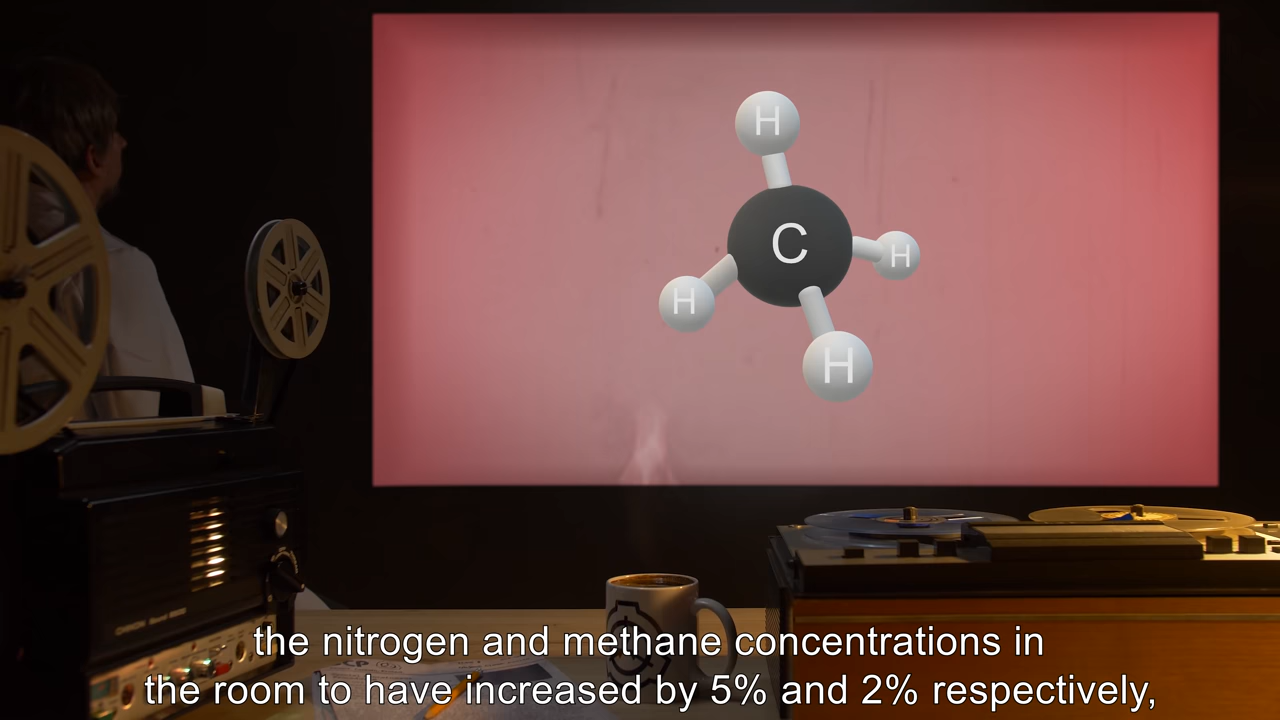 H
C
H
H
H
the nitrogen and methane concentrations in
the room to have increased by 5% and 2% respectively,